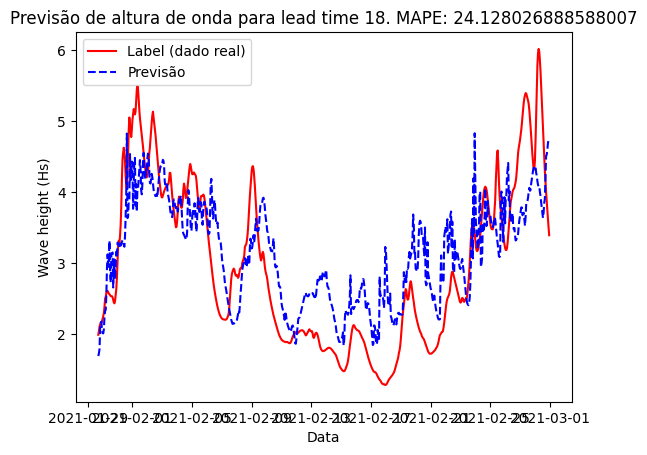 Previsão de altura de onda para lead time 18. MAPE: 24.128026888588007
Label (dado real)
Previsão
Wave height (Hs)
6
5
4
3
2
2021-01-29
2021-02-01
2021-02-05
2021-02-09
2021-02-13
2021-02-17
2021-02-21
2021-02-25
2021-03-01
Data